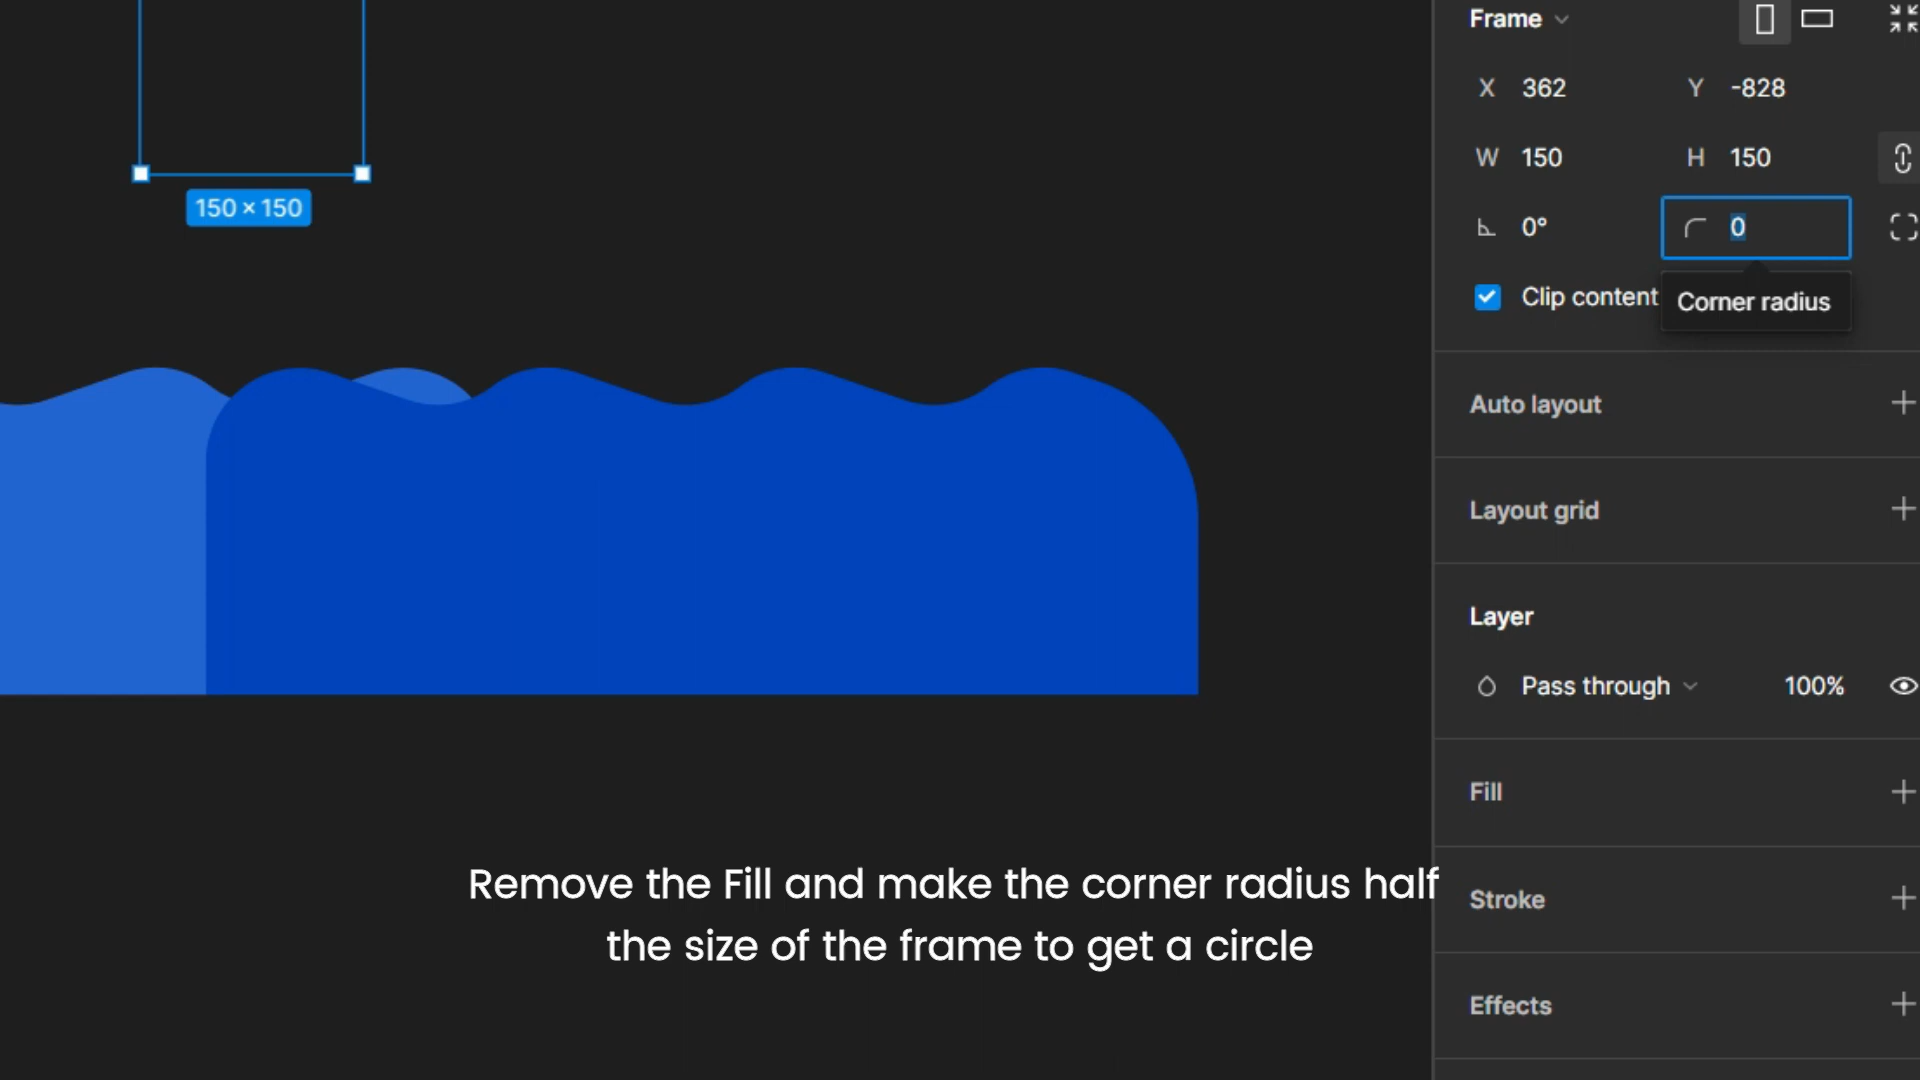 Frame
X 362 Y -828
W 150 H 150
150 × 150
0° 0
Clip content
Corner radius
Auto layout
Layout grid
Layer
Pass through 100%
Fill
Remove the Fill and make the corner radius half
the size of the frame to get a circle
Stroke
Effects